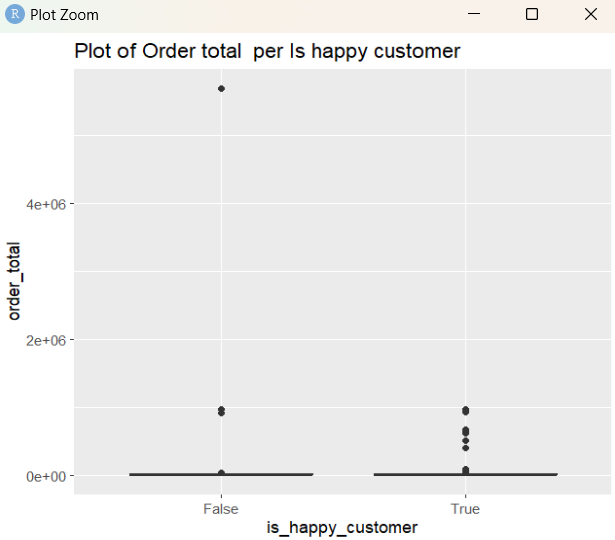 R Plot Zoom
Plot of Order total  per Is happy customer
order_total
4e+06
2e+06
0e+00
False True
is_happy_customer